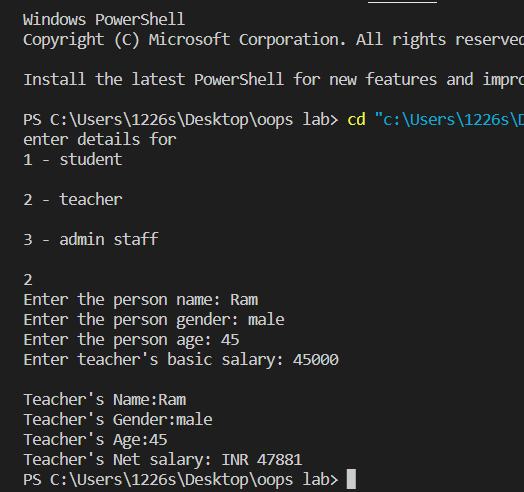 Windows PowerShell
Copyright (C) Microsoft Corporation. All rights reserved
Install the latest PowerShell for new features and impro
PS C:\Users\1226s\Desktop\oops lab> cd "c:\Users\1226s\D
enter details for
1 - student
2 - teacher
3 - admin staff
2
Enter the person name: Ram
Enter the person gender: male
Enter the person age: 45
Enter teacher's basic salary: 45000
Teacher's Name:Ram
Teacher's Gender:male
Teacher's Age:45
Teacher's Net salary: INR 47881
PS C:\Users\1226s\Desktop\oops lab>